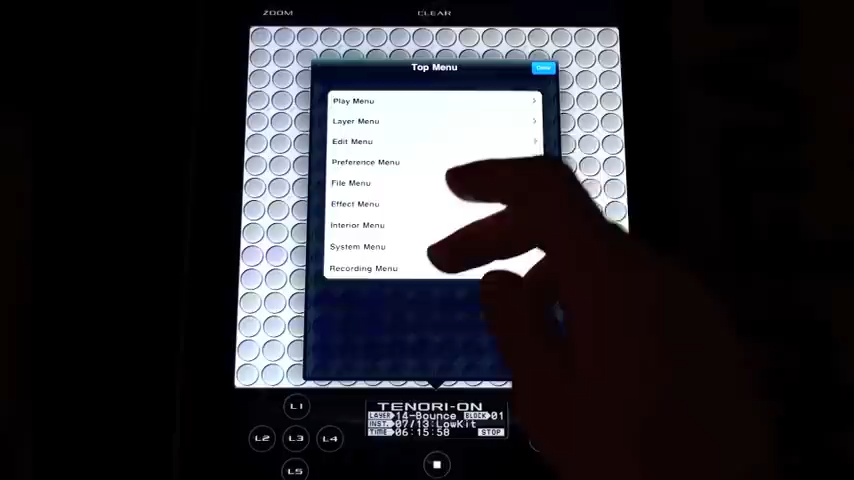 ZOOM
CLEAR
Top Menu
Done
Play Menu
Layer Menu
Edit Menu
Preference Menu
File Menu
Effect Menu
Interior Menu
System Menu
Recording Menu
L1
L2
L3
L4
L5
TENORI-ON
LAYER 14-Bounce BLOCK 01
INST. 07/13:LowKit
TIME 06:15:58 STOP